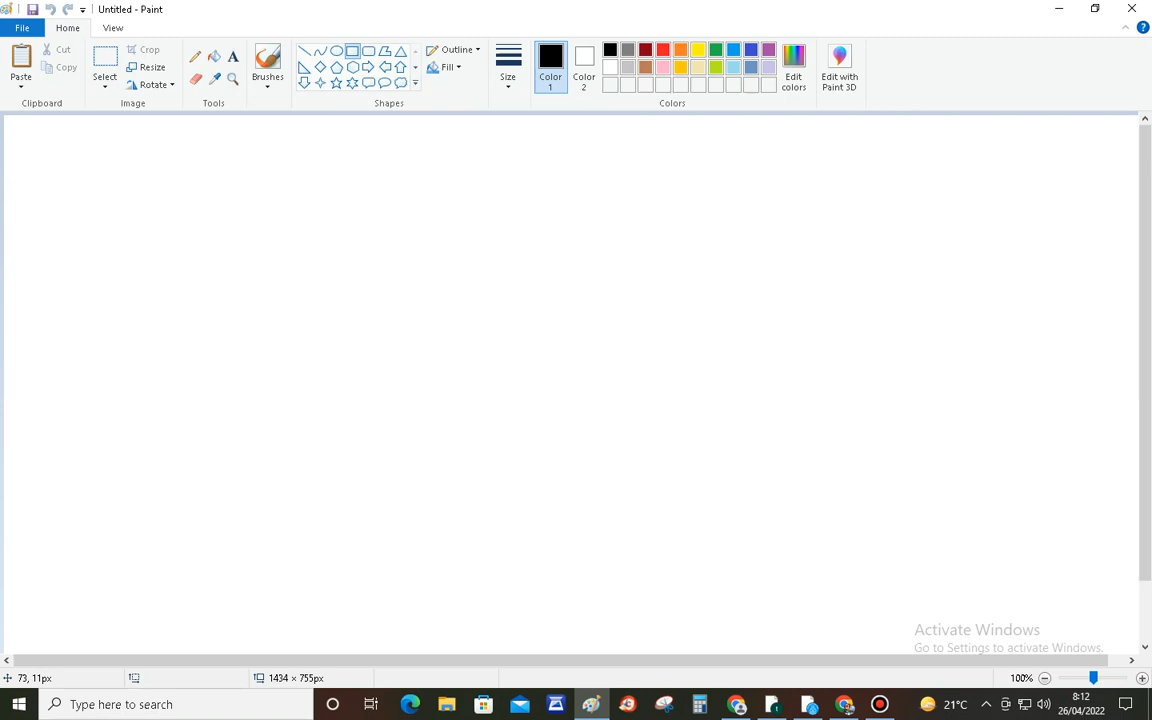 Untitled - Paint
File Home View
Paste Cut Copy Clipboard
Select Crop Resize Rotate Image
A Tools
Brushes
Shapes Outline Fill
Size
Color 1 Color 2 Edit colors Colors
Edit with Paint 3D
Activate Windows
Go to Settings to activate Windows.
73, 11px 1434 × 755px 100%
Type here to search 21°C 8:12
26/04/2022